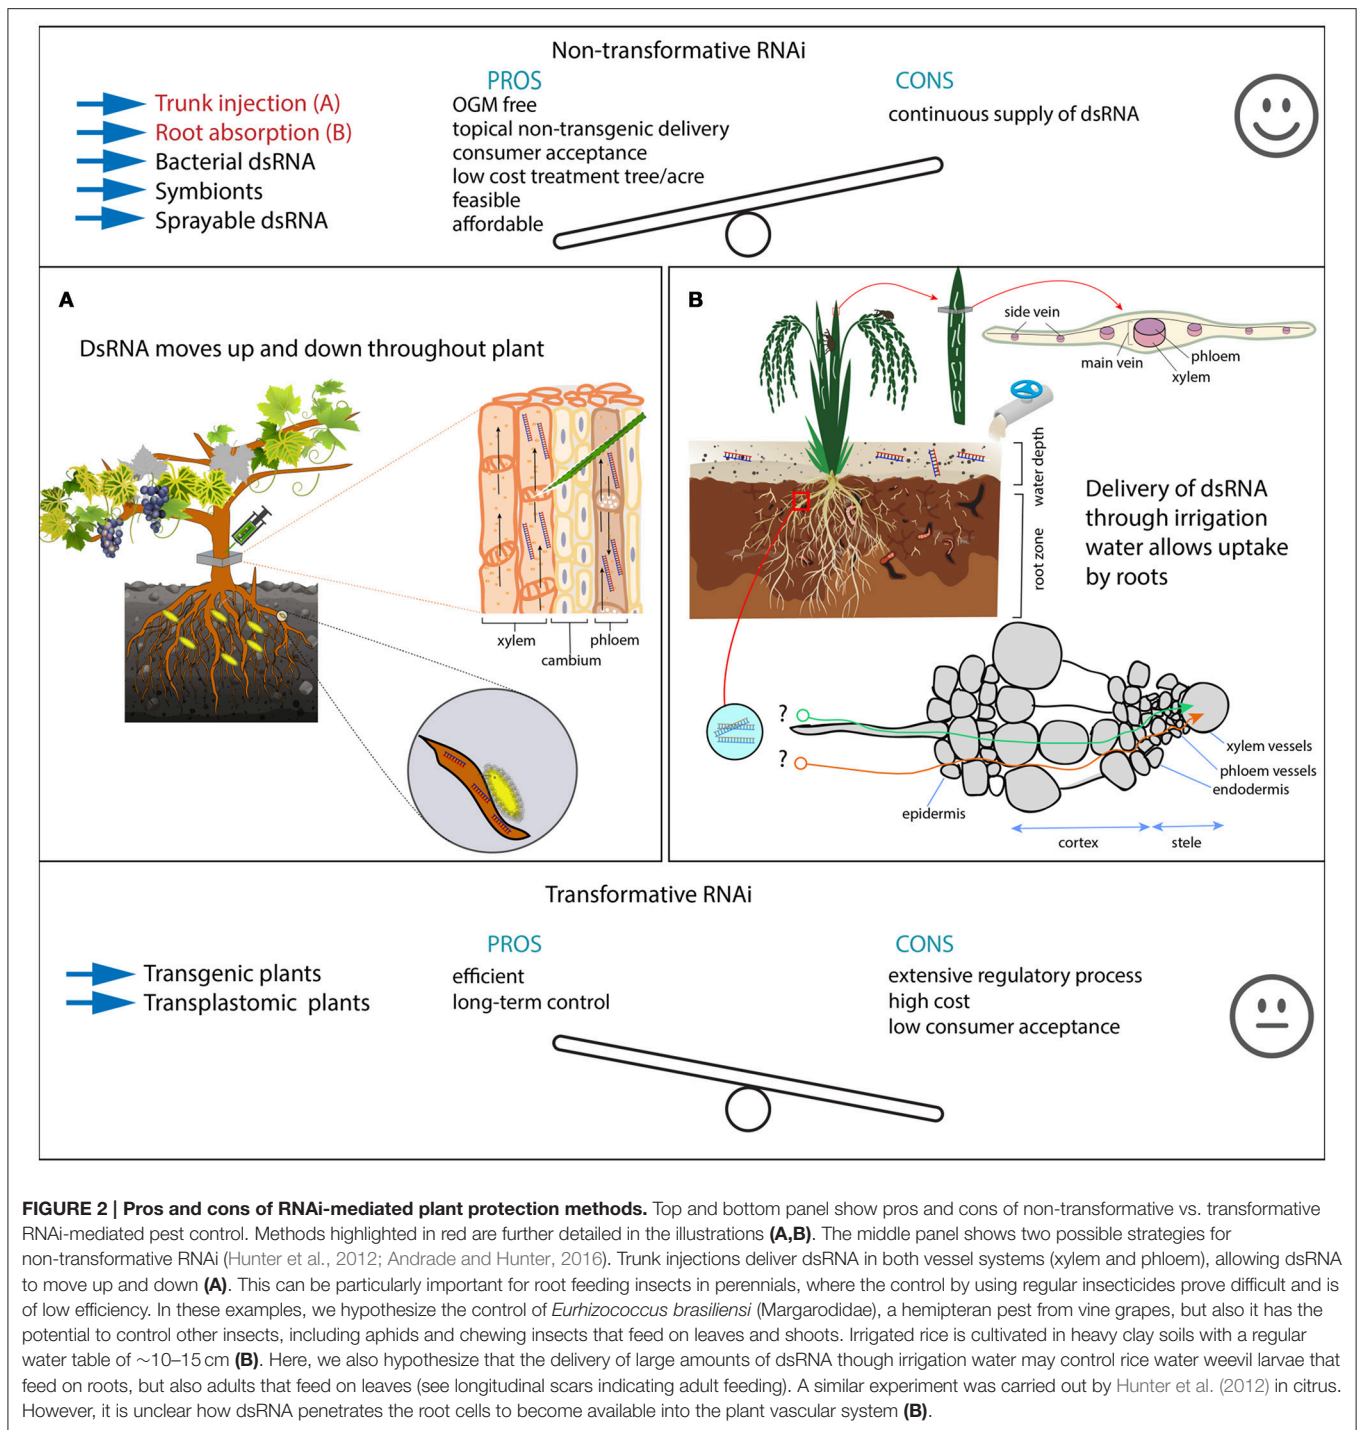 Non-transformative RNAi
PROS
CONS
Trunk injection (A)
Root absorption (B)
Bacterial dsRNA
Symbionts
Sprayable dsRNA
OGM free
topical non-transgenic delivery
consumer acceptance
low cost treatment tree/acre
feasible
affordable
continuous supply of dsRNA
A
DsRNA moves up and down throughout plant
xylem
cambium
phloem
B
side vein
main vein
phloem
xylem
water depth
root zone
Delivery of dsRNA
through irrigation
water allows uptake
by roots
?
?
epidermis
xylem vessels
phloem vessels
endodermis
cortex
stele
Transformative RNAi
PROS
CONS
Transgenic plants
Transplastomic plants
efficient
long-term control
extensive regulatory process
high cost
low consumer acceptance
FIGURE 2 | Pros and cons of RNAi-mediated plant protection methods. Top and bottom panel show pros and cons of non-transformative vs. transformative
RNAi-mediated pest control. Methods highlighted in red are further detailed in the illustrations (A,B). The middle panel shows two possible strategies for
non-transformative RNAi (Hunter et al., 2012; Andrade and Hunter, 2016). Trunk injections deliver dsRNA in both vessel systems (xylem and phloem), allowing dsRNA
to move up and down (A). This can be particularly important for root feeding insects in perennials, where the control by using regular insecticides prove difficult and is
of low efficiency. In these examples, we hypothesize the control of Eurhizococcus brasiliensi (Margarodidae), a hemipteran pest from vine grapes, but also it has the
potential to control other insects, including aphids and chewing insects that feed on leaves and shoots. Irrigated rice is cultivated in heavy clay soils with a regular
water table of ∼10–15 cm (B). Here, we also hypothesize that the delivery of large amounts of dsRNA though irrigation water may control rice water weevil larvae that
feed on roots, but also adults that feed on leaves (see longitudinal scars indicating adult feeding). A similar experiment was carried out by Hunter et al. (2012) in citrus.
However, it is unclear how dsRNA penetrates the root cells to become available into the plant vascular system (B).